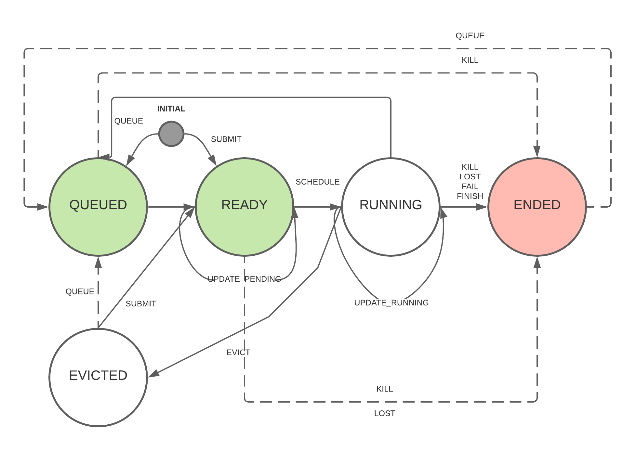 QUEUE
KILL
INITIAL
QUEUE
SUBMIT
SCHEDULE
KILL
LOST
FAIL
FINISH
QUEUED
READY
RUNNING
ENDED
UPDATE_PENDING
QUEUE
SUBMIT
UPDATE_RUNNING
EVICT
EVICTED
KILL
LOST